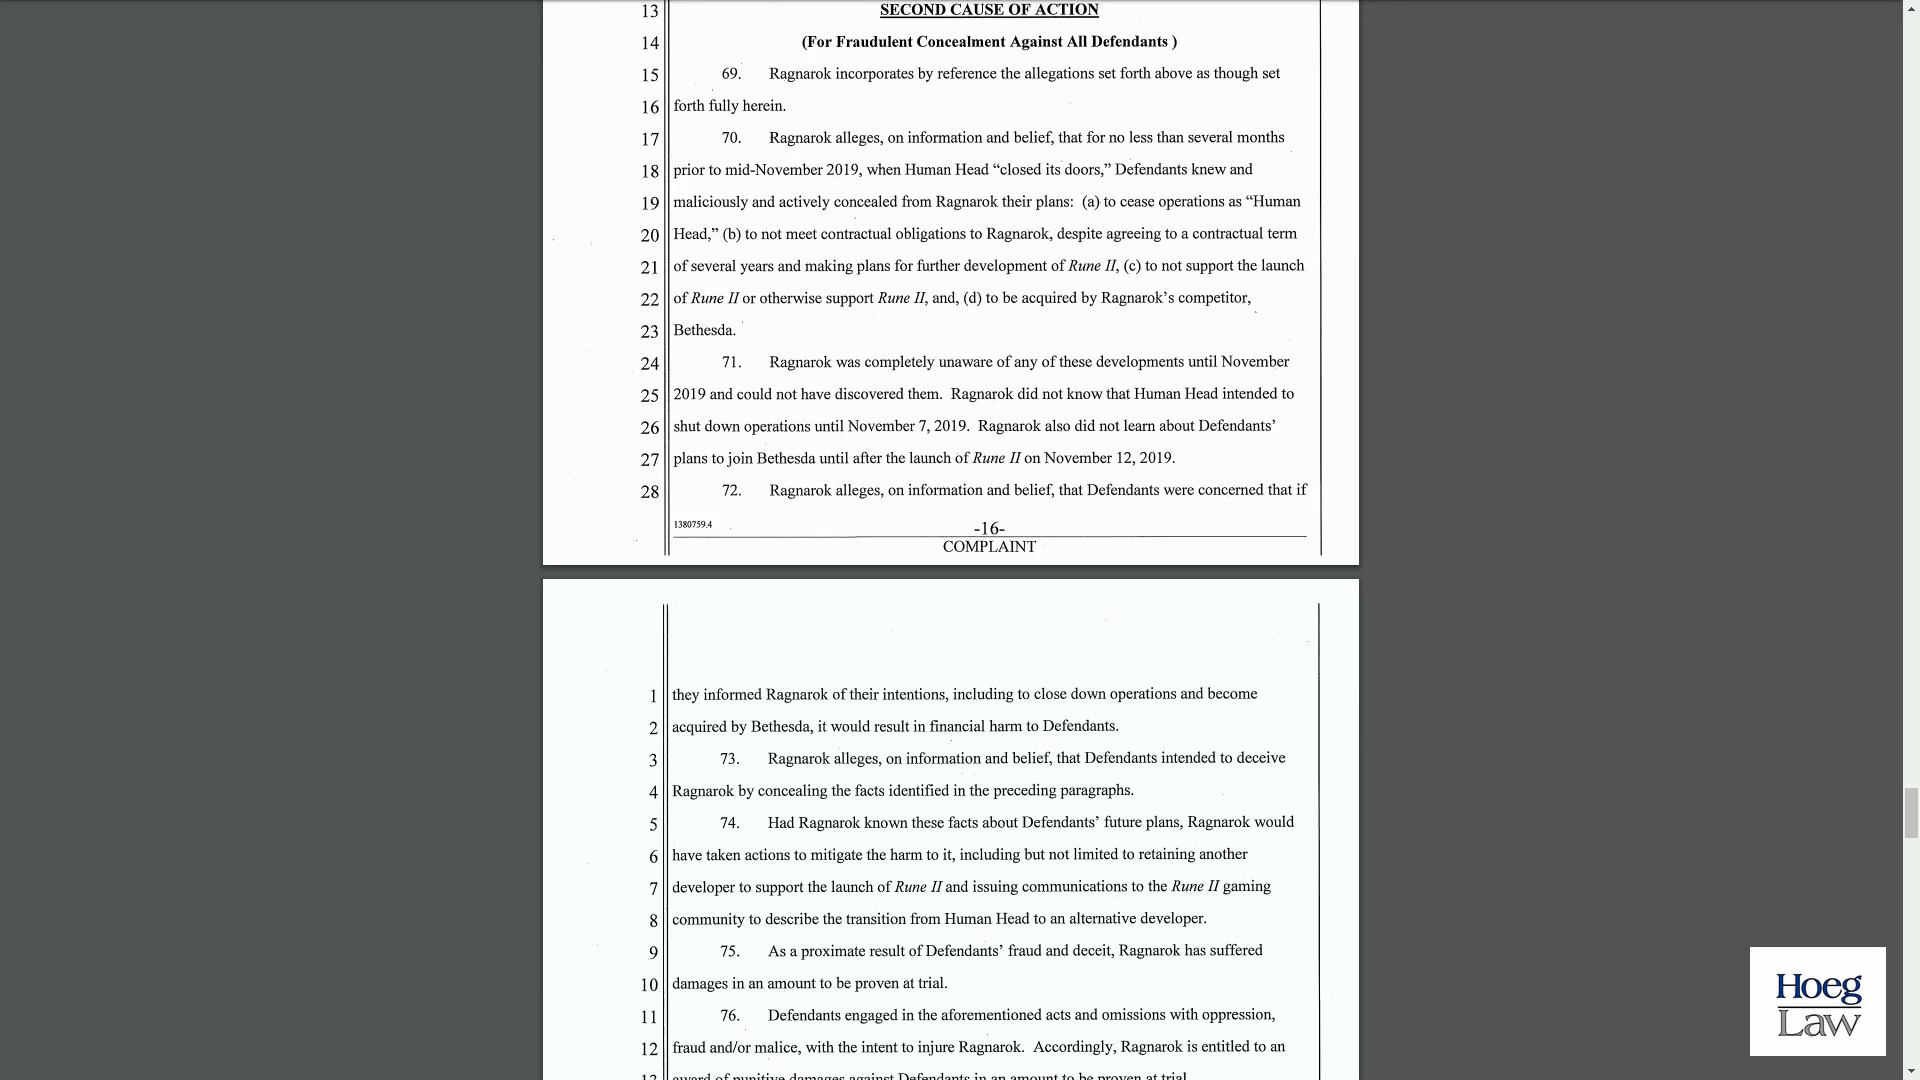 13 SECOND CAUSE OF ACTION
14 (For Fraudulent Concealment Against All Defendants )
15 69. Ragnarok incorporates by reference the allegations set forth above as though set
16 forth fully herein.
17 70. Ragnarok alleges, on information and belief, that for no less than several months
18 prior to mid-November 2019, when Human Head “closed its doors,” Defendants knew and
19 maliciously and actively concealed from Ragnarok their plans: (a) to cease operations as “Human
20 Head,” (b) to not meet contractual obligations to Ragnarok, despite agreeing to a contractual term
21 of several years and making plans for further development of Rune II, (c) to not support the launch
22 of Rune II or otherwise support Rune II, and, (d) to be acquired by Ragnarok’s competitor,
23 Bethesda.
24 71. Ragnarok was completely unaware of any of these developments until November
25 2019 and could not have discovered them. Ragnarok did not know that Human Head intended to
26 shut down operations until November 7, 2019. Ragnarok also did not learn about Defendants’
27 plans to join Bethesda until after the launch of Rune II on November 12, 2019.
28 72. Ragnarok alleges, on information and belief, that Defendants were concerned that if
1380759.4
-16-
COMPLAINT
1 they informed Ragnarok of their intentions, including to close down operations and become
2 acquired by Bethesda, it would result in financial harm to Defendants.
3 73. Ragnarok alleges, on information and belief, that Defendants intended to deceive
4 Ragnarok by concealing the facts identified in the preceding paragraphs.
5 74. Had Ragnarok known these facts about Defendants’ future plans, Ragnarok would
6 have taken actions to mitigate the harm to it, including but not limited to retaining another
7 developer to support the launch of Rune II and issuing communications to the Rune II gaming
8 community to describe the transition from Human Head to an alternative developer.
9 75. As a proximate result of Defendants’ fraud and deceit, Ragnarok has suffered
10 damages in an amount to be proven at trial.
11 76. Defendants engaged in the aforementioned acts and omissions with oppression,
12 fraud and/or malice, with the intent to injure Ragnarok. Accordingly, Ragnarok is entitled to an
13 award of punitive damages against Defendants in an amount to be proven at trial.
Hoeg
Law